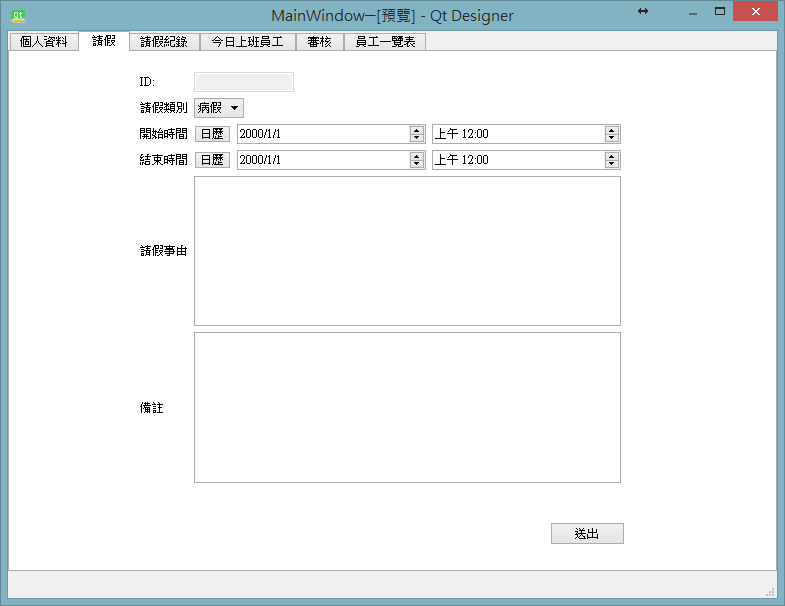 Qt MainWindow—[預覽] - Qt Designer
個人資料 請假 請假紀錄 今日上班員工 審核 員工一覽表
ID:
請假類別 病假
開始時間 日歷 2000/1/1 上午 12:00
結束時間 日歷 2000/1/1 上午 12:00
請假事由
備註
送出